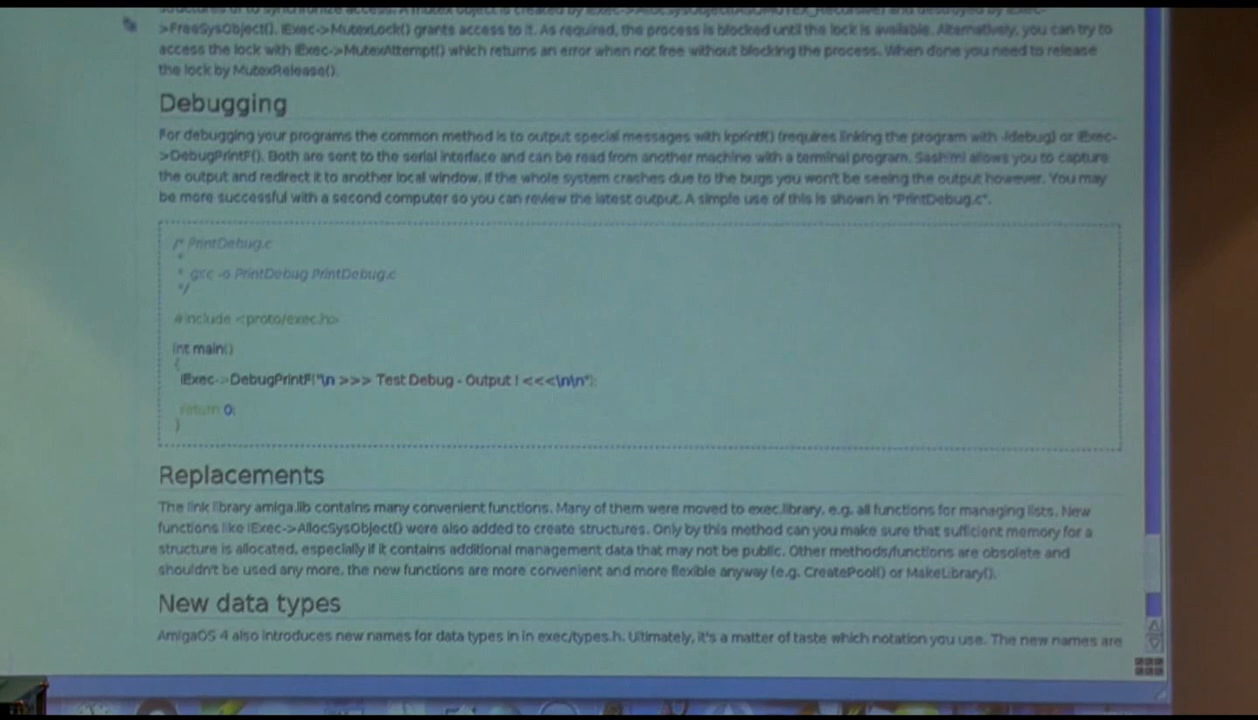 structures or to synchronize access. A mutex object is created by IExec->AllocSysObject(ASOMUTEX_Recursive) and destroyed by IExec-
>FreeSysObject(). IExec->MutexLock() grants access to it. As required, the process is blocked until the lock is available. Alternatively, you can try to
access the lock with IExec->MutexAttempt() which returns an error when not free without blocking the process. When done you need to release
the lock by MutexRelease().
Debugging
For debugging your programs the common method is to output special messages with kprintf() (requires linking the program with -ldebug) or IExec-
>DebugPrintF(). Both are sent to the serial interface and can be read from another machine with a terminal program. Sashimi allows you to capture
the output and redirect it to another local window. If the whole system crashes due to the bugs you won't be seeing the output however. You may
be more successful with a second computer so you can review the latest output. A simple use of this is shown in "PrintDebug.c".
/* PrintDebug.c
*
* gcc -o PrintDebug PrintDebug.c
*/
#include <proto/exec.h>
int main()
{
IExec->DebugPrintF("\n >>> Test Debug - Output ! <<<\n\n");
return 0;
}
Replacements
The link library amiga.lib contains many convenient functions. Many of them were moved to exec.library, e.g. all functions for managing lists. New
functions like IExec->AllocSysObject() were also added to create structures. Only by this method can you make sure that sufficient memory for a
structure is allocated, especially if it contains additional management data that may not be public. Other methods/functions are obsolete and
shouldn't be used any more, the new functions are more convenient and more flexible anyway (e.g. CreatePool() or MakeLibrary().
New data types
AmigaOS 4 also introduces new names for data types in in exec/types.h. Ultimately, it's a matter of taste which notation you use. The new names are